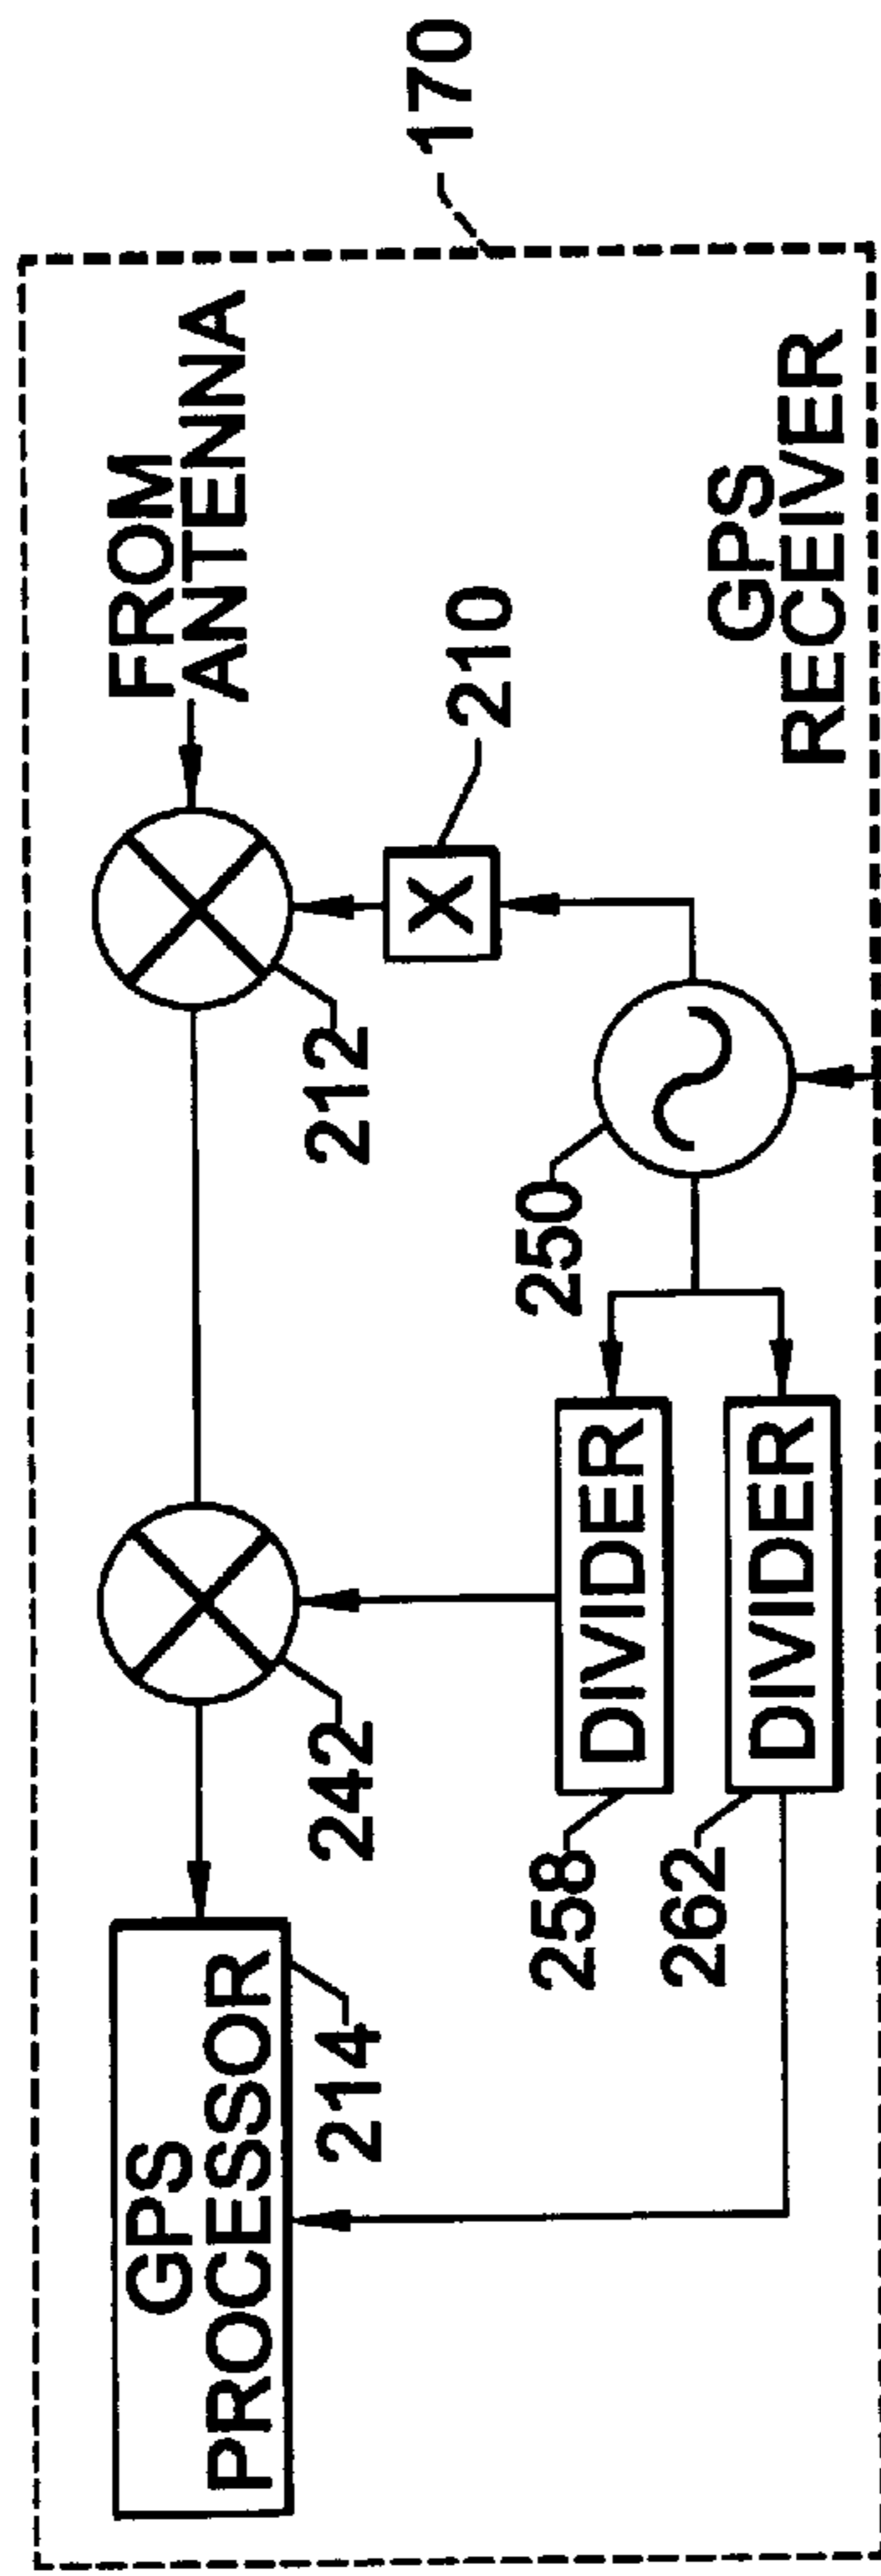 170
FROM
ANTENNA
GPS
RECEIVER
210
X
212
250
242
DIVIDER
DIVIDER
258
262
GPS
PROCESSOR
214